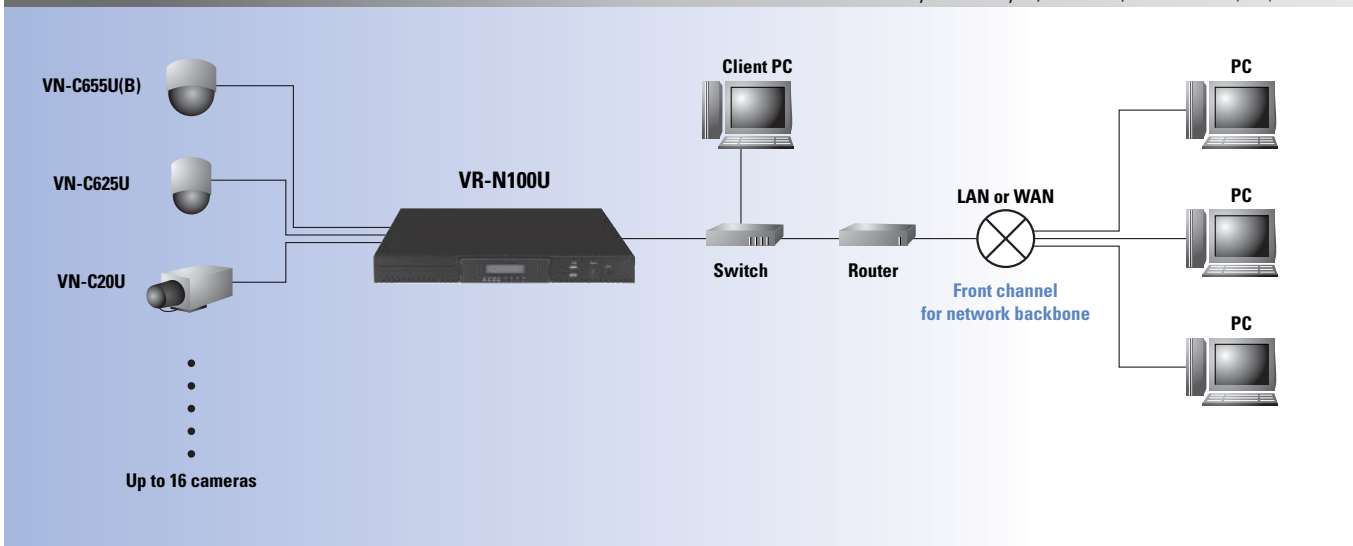 VN-C655U(B)
VN-C625U
VN-C20U
Up to 16 cameras
VR-N100U
Client PC
Switch
Router
LAN or WAN
Front channel
for network backbone
PC
PC
PC